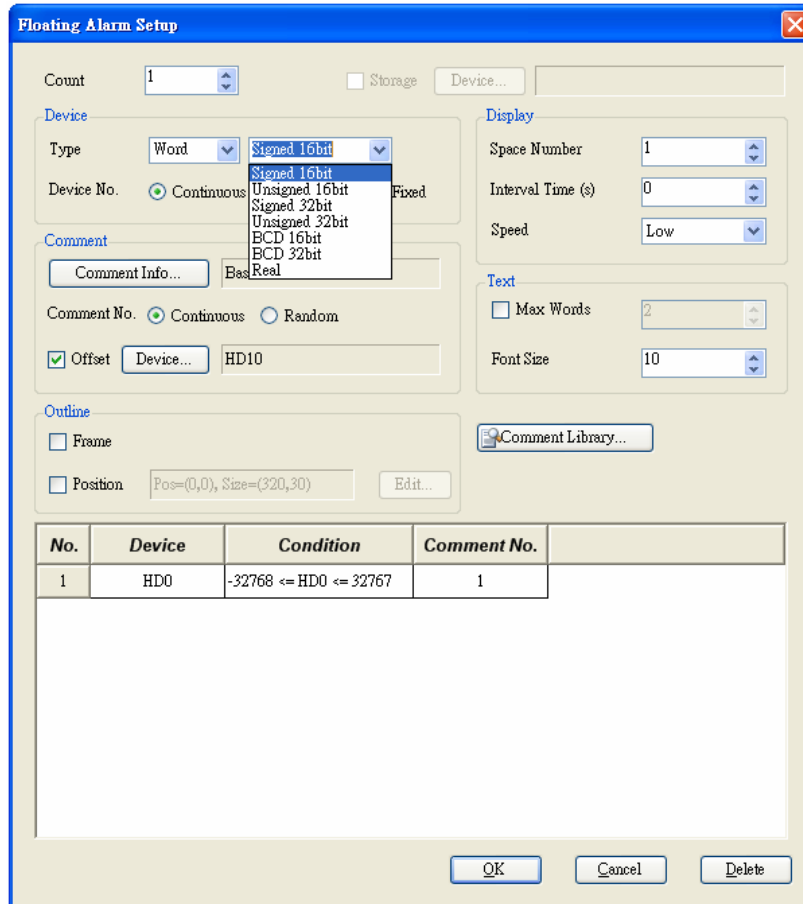 Floating Alarm Setup
Count 1 Storage Device...
Device
Type Word Signed 16bit
Signed 16bit
Unsigned 16bit
Signed 32bit
Unsigned 32bit
BCD 16bit
BCD 32bit
Real
Device No. Continuous Fixed
Display
Space Number 1
Interval Time (s) 0
Speed Low
Comment
Comment Info... Bas
Comment No. Continuous Random
Offset Device... HD10
Text
Max Words 2
Font Size 10
Outline
Frame
Position Pos=(0,0), Size=(320,30) Edit...
Comment Library...
No. Device Condition Comment No.
1 HD0 -32768 <= HD0 <= 32767 1
OK Cancel Delete